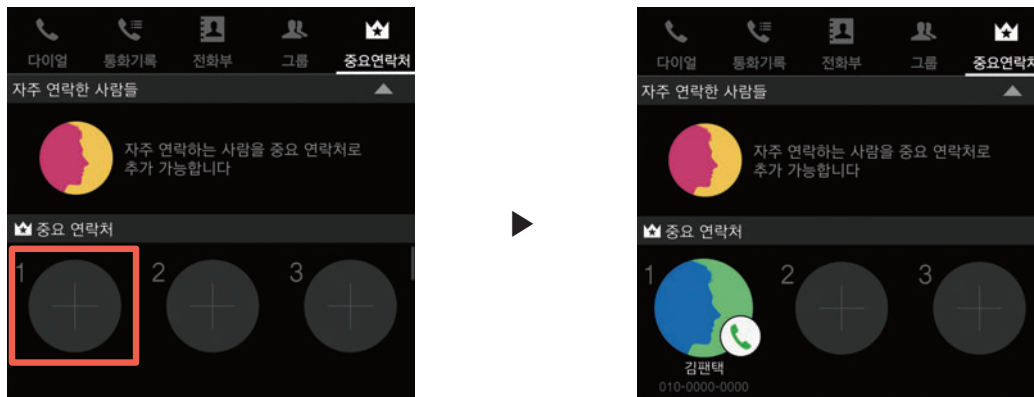 다이얼 통화기록 전화부 그룹 중요연락처
자주 연락한 사람들
자주 연락하는 사람을 중요 연락처로
추가 가능합니다
중요 연락처
1 2 3
다이얼 통화기록 전화부 그룹 중요연락처
자주 연락한 사람들
자주 연락하는 사람을 중요 연락처로
추가 가능합니다
중요 연락처
1 2 3
김팬택
010-0000-0000